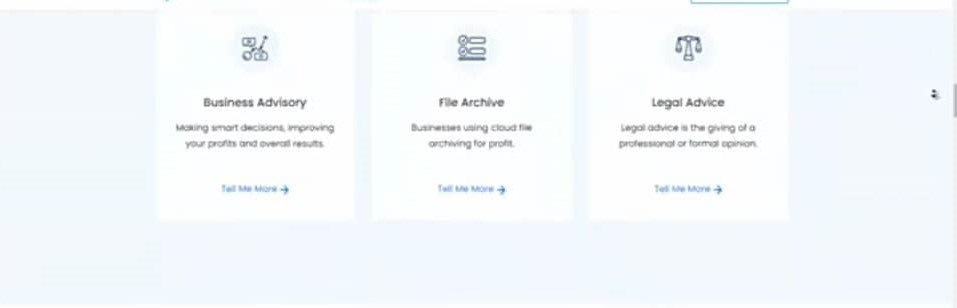 Business Advisory
Making smart decisions, improving
your profits and overall results.
Tell Me More
File Archive
Businesses using cloud file
archiving for profit.
Tell Me More
Legal Advice
Legal advice is the giving of a
professional or formal opinion.
Tell Me More